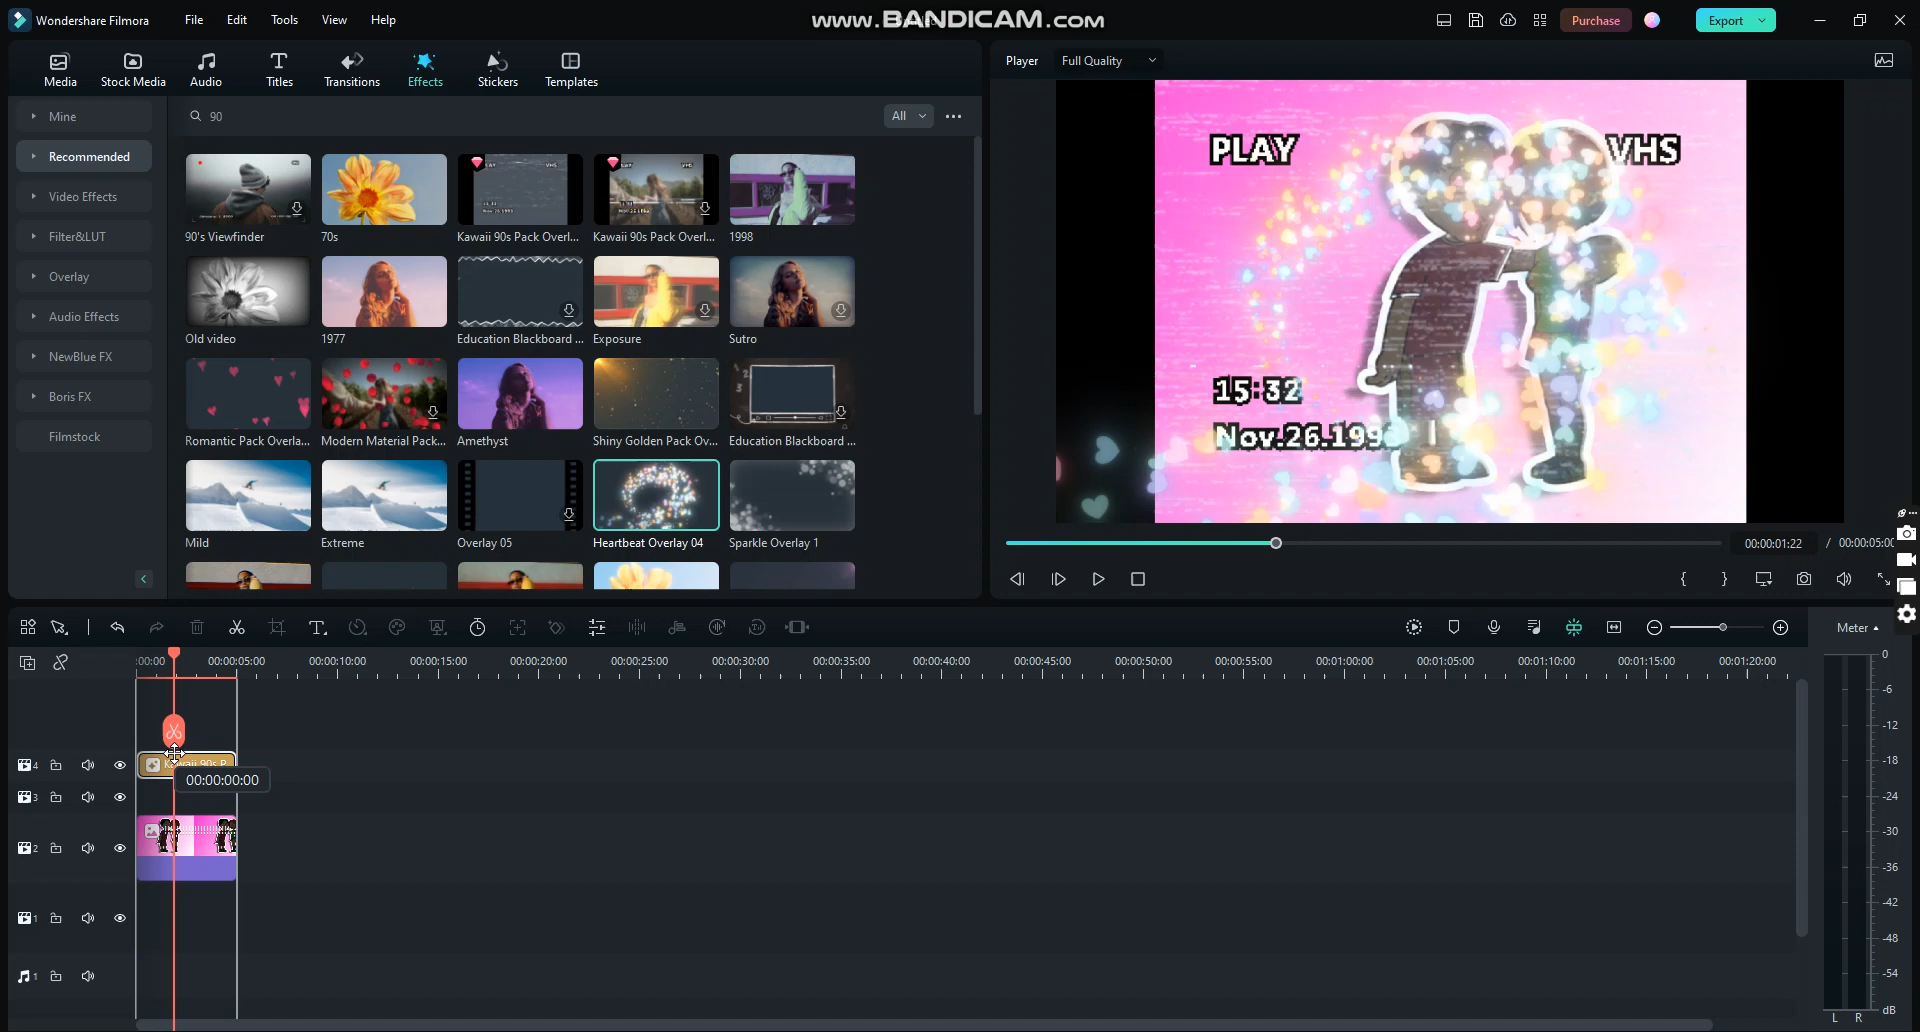 Wondershare Filmora
File
Edit
Tools
View
Help
www.BANDICAM.com
Purchase
Export
Media
Stock Media
Audio
Titles
Transitions
Effects
Stickers
Templates
Player
Full Quality
Mine
Recommended
Video Effects
Filter&LUT
Overlay
Audio Effects
NewBlue FX
Boris FX
Filmstock
90
All
90's Viewfinder
70s
Kawaii 90s Pack Overl...
Kawaii 90s Pack Overl...
1998
Old video
1977
Education Blackboard ...
Exposure
Sutro
Romantic Pack Overla...
Modern Material Pack...
Amethyst
Shiny Golden Pack Ov...
Education Blackboard ...
Mild
Extreme
Overlay 05
Heartbeat Overlay 04
Sparkle Overlay 1
PLAY
VHS
15:32
Nov.26.199
00:00:01:22
/
00:00:05:00
:00:00
00:00:05:00
00:00:10:00
00:00:15:00
00:00:20:00
00:00:25:00
00:00:30:00
00:00:35:00
00:00:40:00
00:00:45:00
00:00:50:00
00:00:55:00
00:01:00:00
00:01:05:00
00:01:10:00
00:01:15:00
00:01:20:00
Meter
4
Kawaii 90s P
00:00:00:00
3
2
1
1
0
-6
-12
-18
-24
-30
-36
-42
-48
-54
dB
L
R